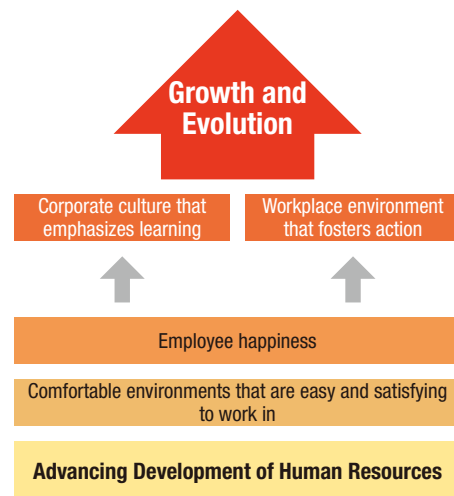 Growth and
Evolution
Corporate culture that
emphasizes learning
Workplace environment
that fosters action
Employee happiness
Comfortable environments that are easy and satisfying
to work in
Advancing Development of Human Resources